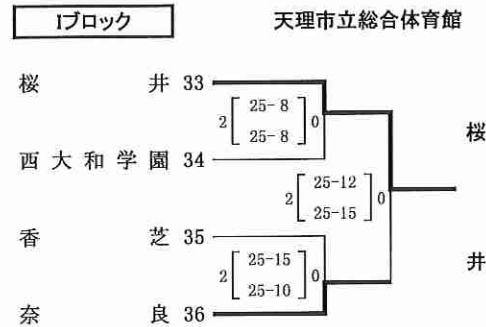 Iブロック 天理市立総合体育館
桜井 33
2 [ 25-8 25-8 ] 0
西大和学園 34
2 [ 25-12 25-15 ] 0
香芝 35
2 [ 25-15 25-10 ] 0
奈良 36
桜井